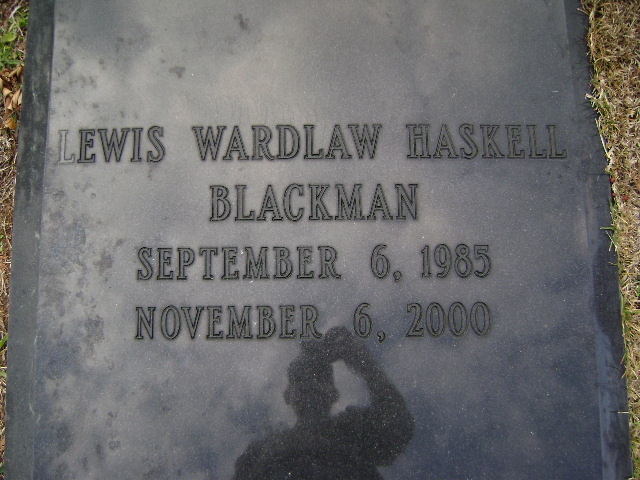 LEWIS WARDLAW HASKELL
BLACKMAN
SEPTEMBER 6, 1985
NOVEMBER 6, 2000